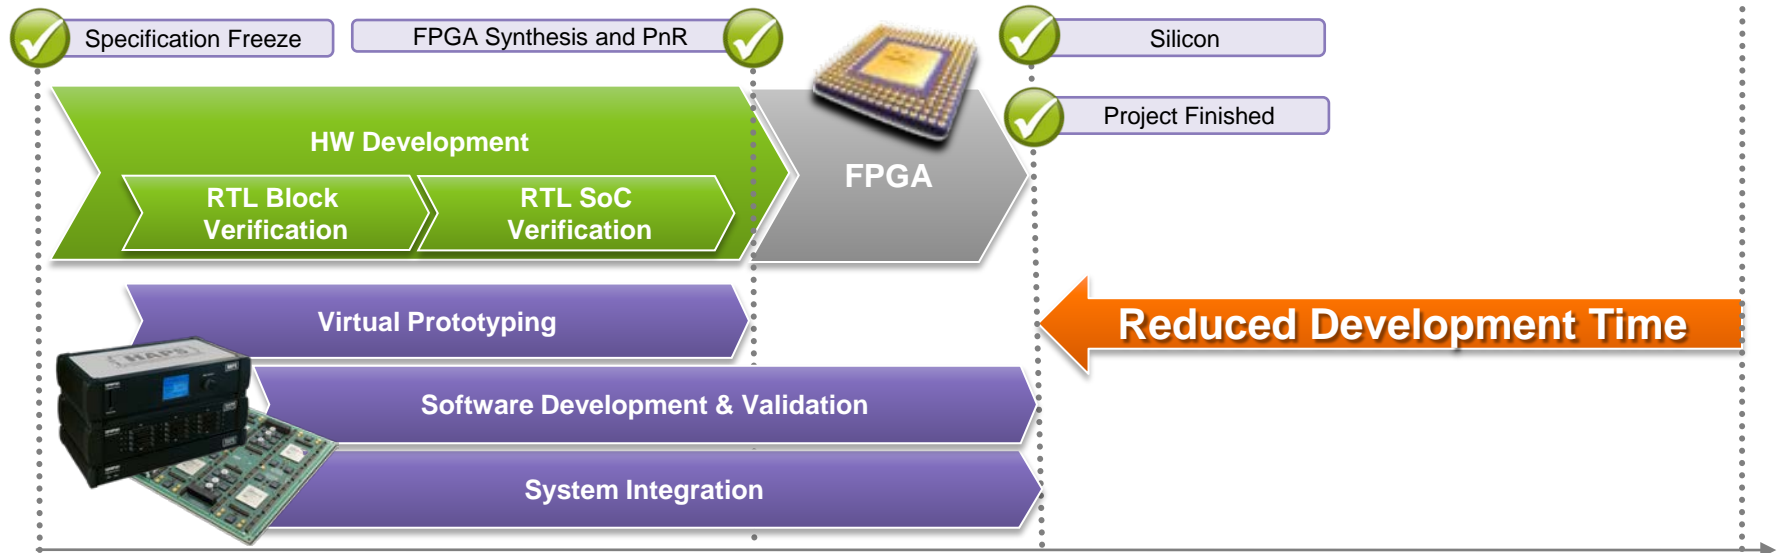 Specification Freeze
FPGA Synthesis and PnR
Silicon
Project Finished
HW Development
FPGA
RTL Block
Verification
RTL SoC
Verification
Virtual Prototyping
Reduced Development Time
HAPS
Software Development & Validation
System Integration